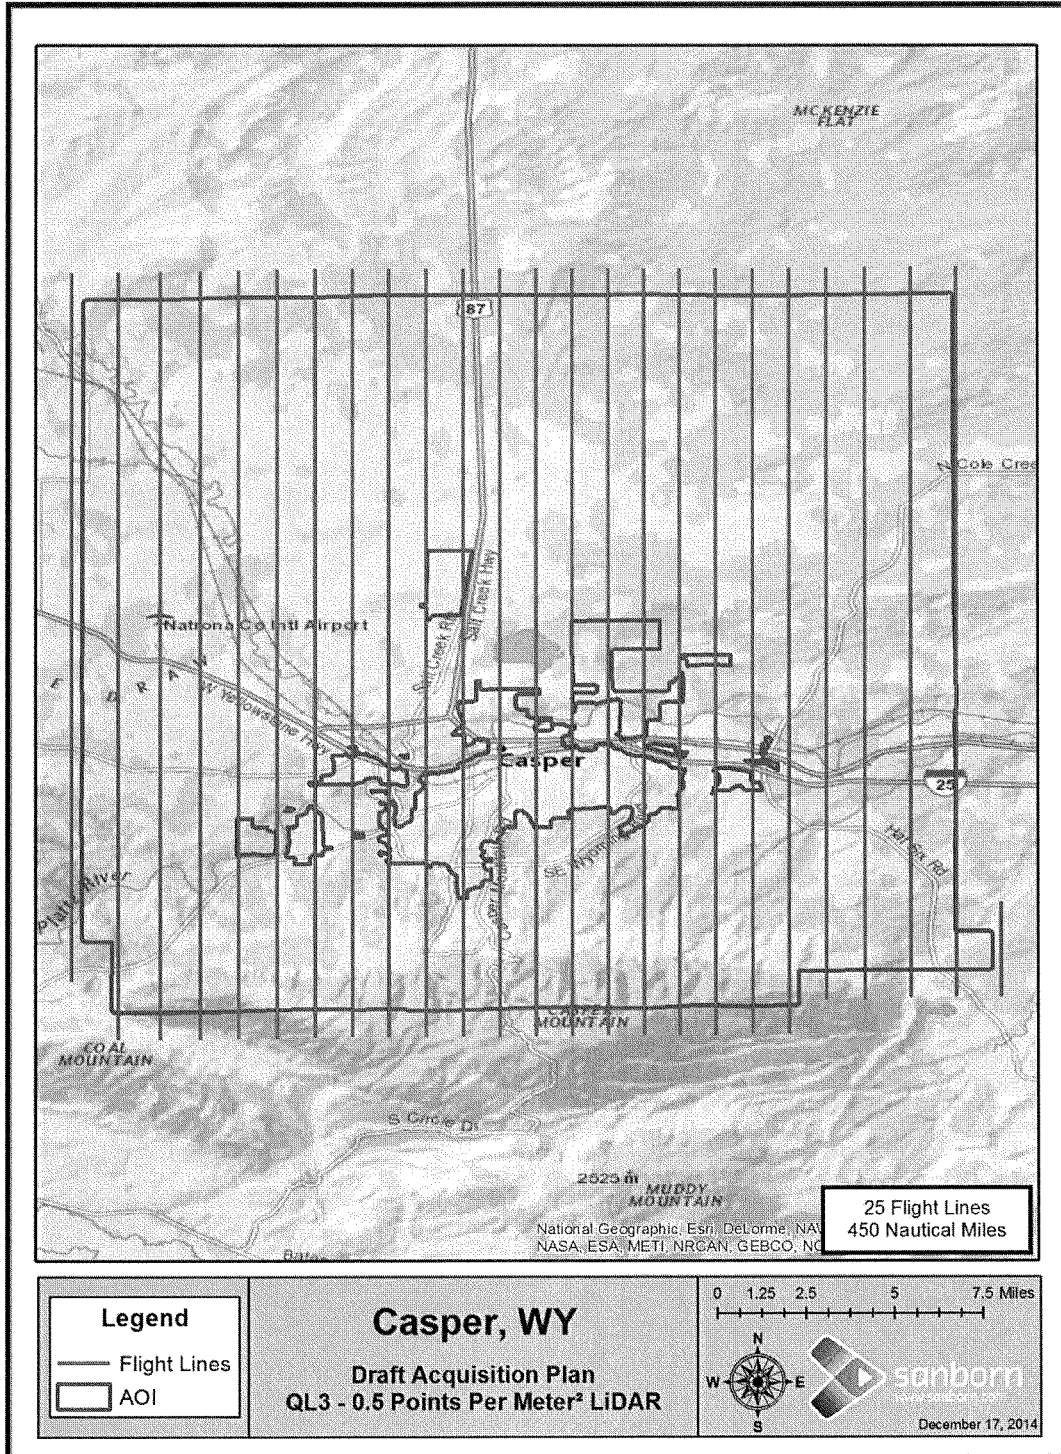 MCKENZIE
FLAT
87
N Cole Cree
Salt Creek Hwy
Salt Creek Rd
Natrona Co Intl Airport
E D R A N
W Yellowstone Hwy
Casper
25
Hat Six Rd
SE Wyoming
Platte River
CASPER
MOUNTAIN
COAL
MOUNTAIN
S Circle Dr
2525 m
MUDDY
MOUNTAIN
25 Flight Lines
450 Nautical Miles
National Geographic, Esri, DeLorme, NAV
NASA, ESA, METI, NRCAN, GEBCO, NO
Legend
Flight Lines
AOI
Casper, WY
Draft Acquisition Plan
QL3 - 0.5 Points Per Meter² LiDAR
0 1.25 2.5 5 7.5 Miles
N
W E
S
sanborn
December 17, 2014